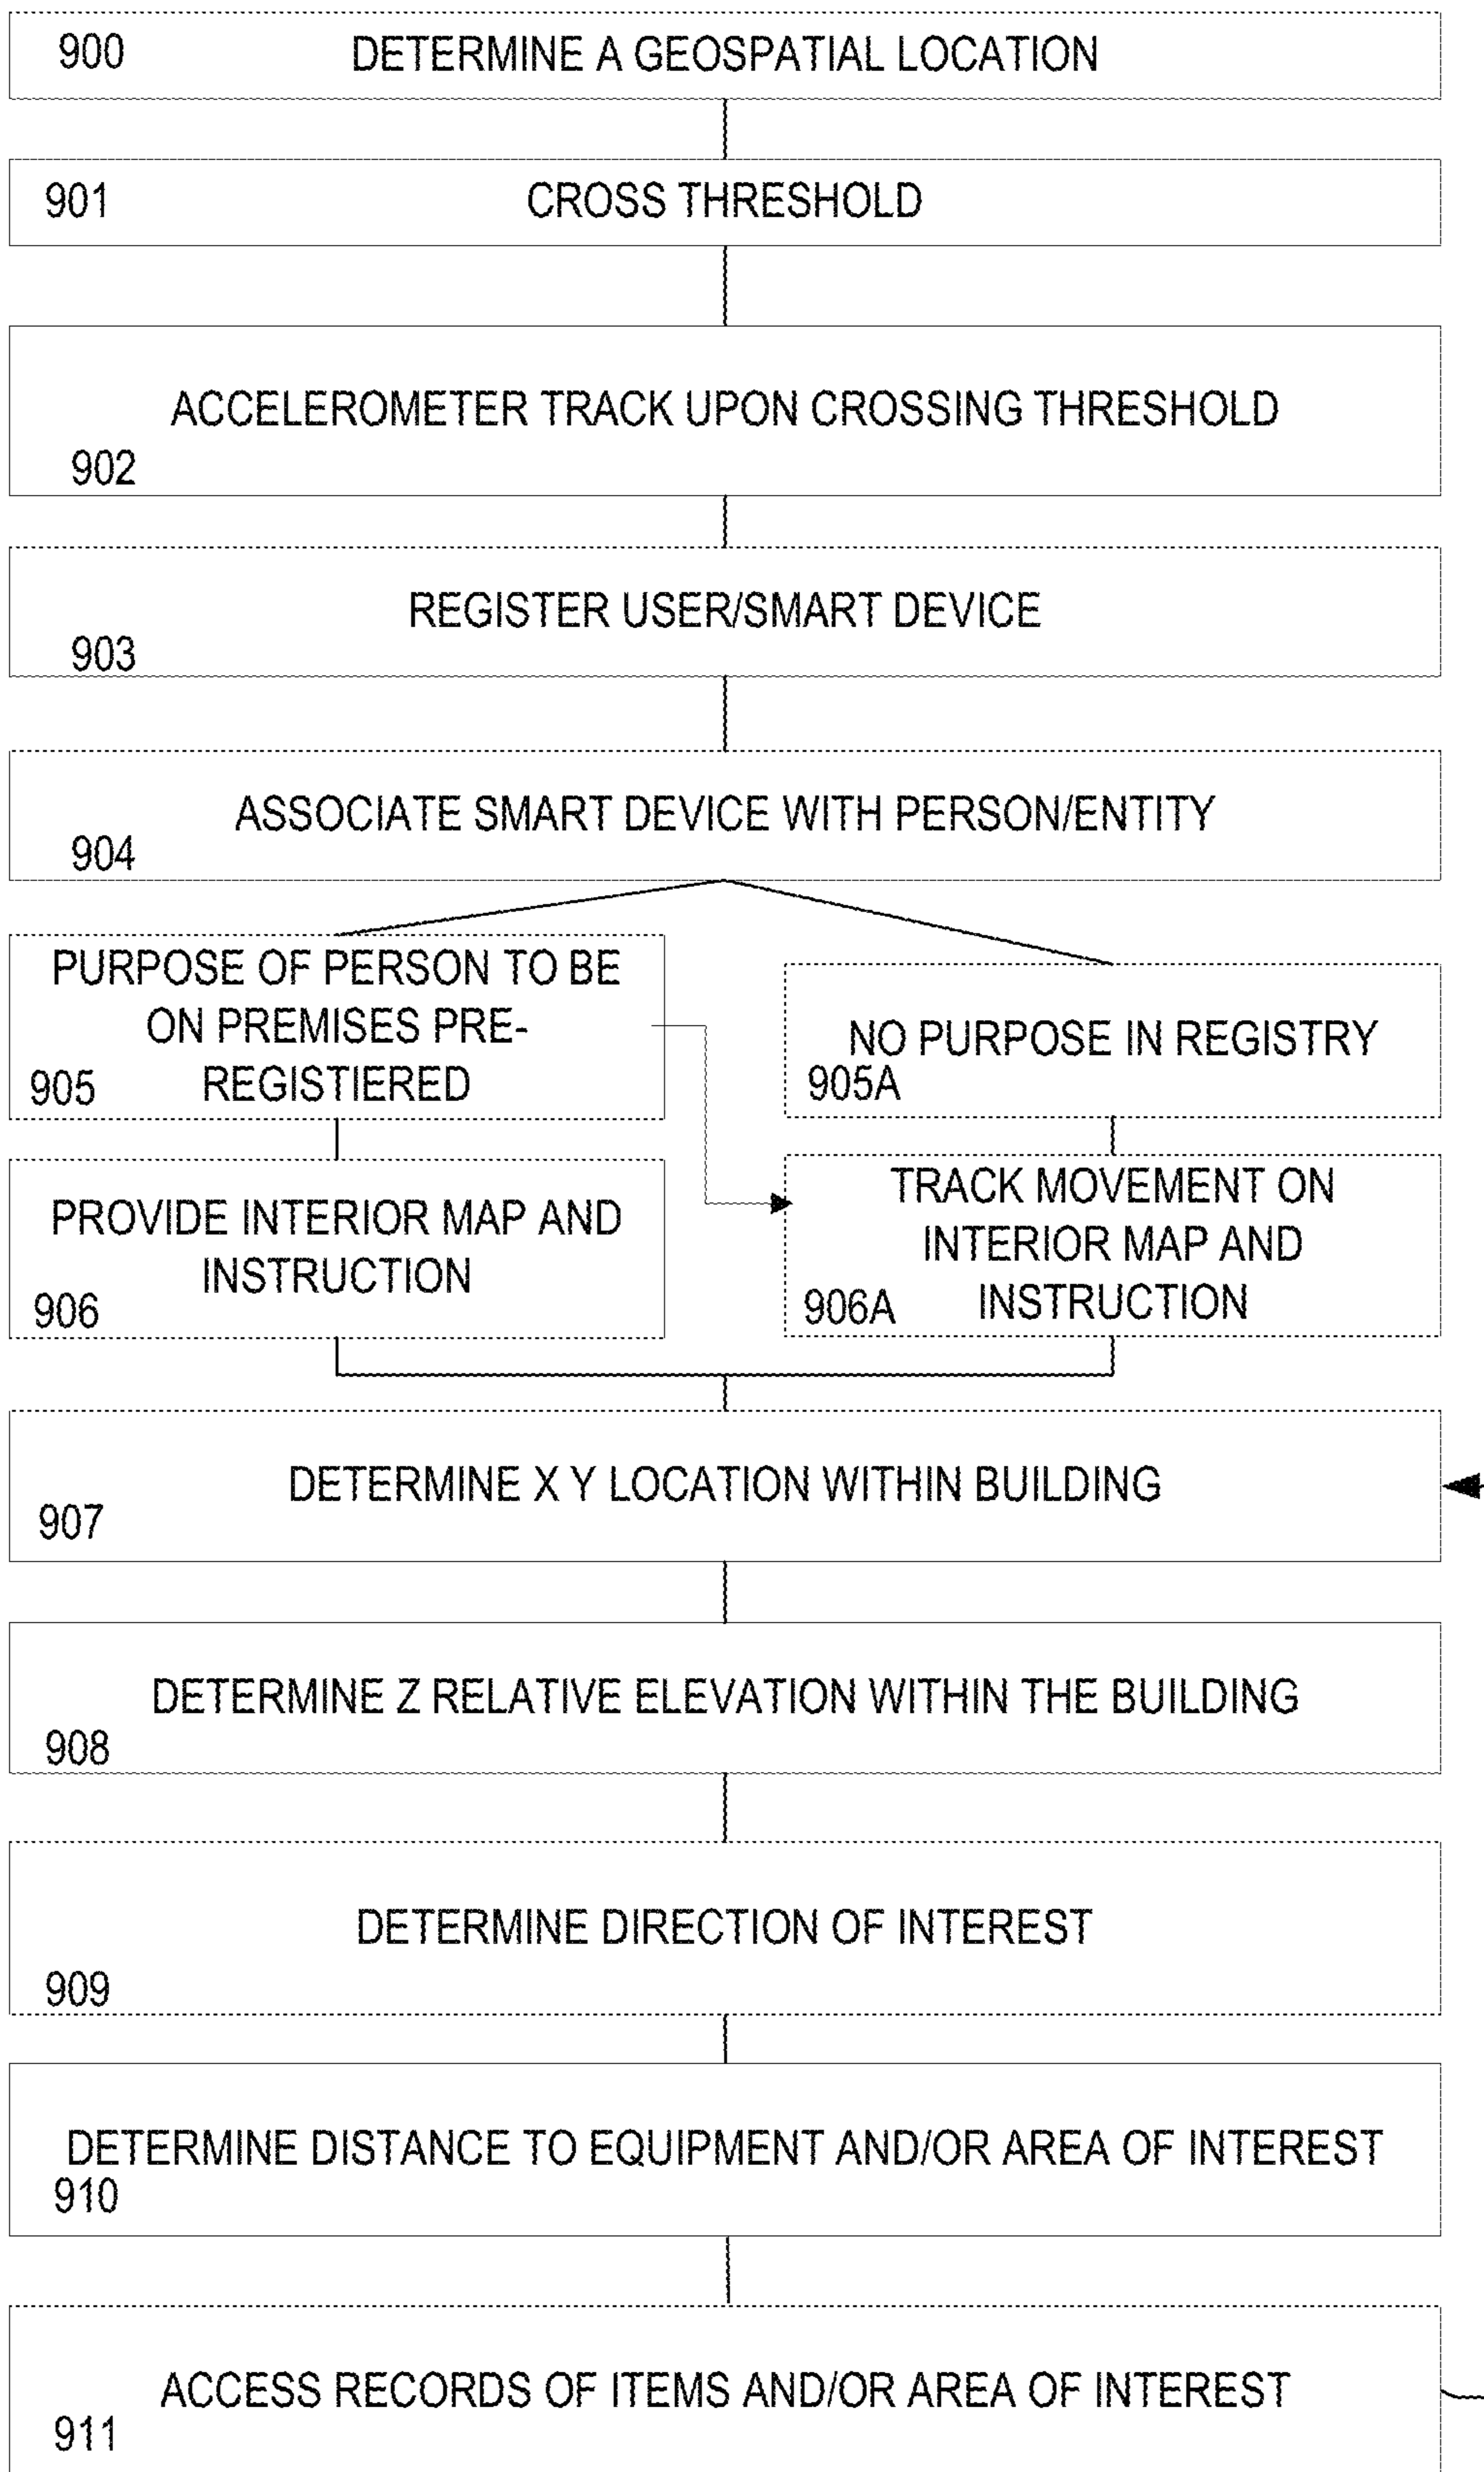 900 DETERMINE A GEOSPATIAL LOCATION
901 CROSS THRESHOLD
ACCELEROMETER TRACK UPON CROSSING THRESHOLD
902
REGISTER USER/SMART DEVICE
903
ASSOCIATE SMART DEVICE WITH PERSON/ENTITY
904
PURPOSE OF PERSON TO BE
ON PREMISES PRE-
905 REGISTIERED
NO PURPOSE IN REGISTRY
905A
PROVIDE INTERIOR MAP AND
INSTRUCTION
906
TRACK MOVEMENT ON
INTERIOR MAP AND
906A INSTRUCTION
DETERMINE X Y LOCATION WITHIN BUILDING
907
DETERMINE Z RELATIVE ELEVATION WITHIN THE BUILDING
908
DETERMINE DIRECTION OF INTEREST
909
DETERMINE DISTANCE TO EQUIPMENT AND/OR AREA OF INTEREST
910
ACCESS RECORDS OF ITEMS AND/OR AREA OF INTEREST
911